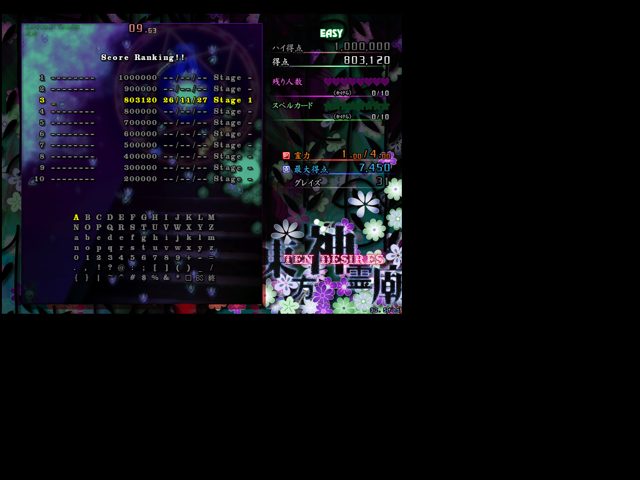 09.63
EASY
ハイ得点 1,000,000
得点 803,120
残り人数
0/10
スペルカード
0/10
霊力 1.00/4.00
最大得点 7,450
グレイズ 31
Score Ranking!!
1 -------- 1000000 --/--/-- Stage -
2 -------- 900000 --/--/-- Stage -
3 803120 26/11/27 Stage 1
4 -------- 800000 --/--/-- Stage -
5 -------- 700000 --/--/-- Stage -
6 -------- 600000 --/--/-- Stage -
7 -------- 500000 --/--/-- Stage -
8 -------- 400000 --/--/-- Stage -
9 -------- 300000 --/--/-- Stage -
10 -------- 200000 --/--/-- Stage -
A B C D E F G H I J K L M
N O P Q R S T U V W X Y Z
a b c d e f g h i j k l m
n o p q r s t u v w x y z
0 1 2 3 4 5 6 7 8 9 + - =
. , ! ? @ : ; [ ] ( ) _ /
{ } | ~ ^ # $ % & * 終
東方神霊廟
TEN DESIRES